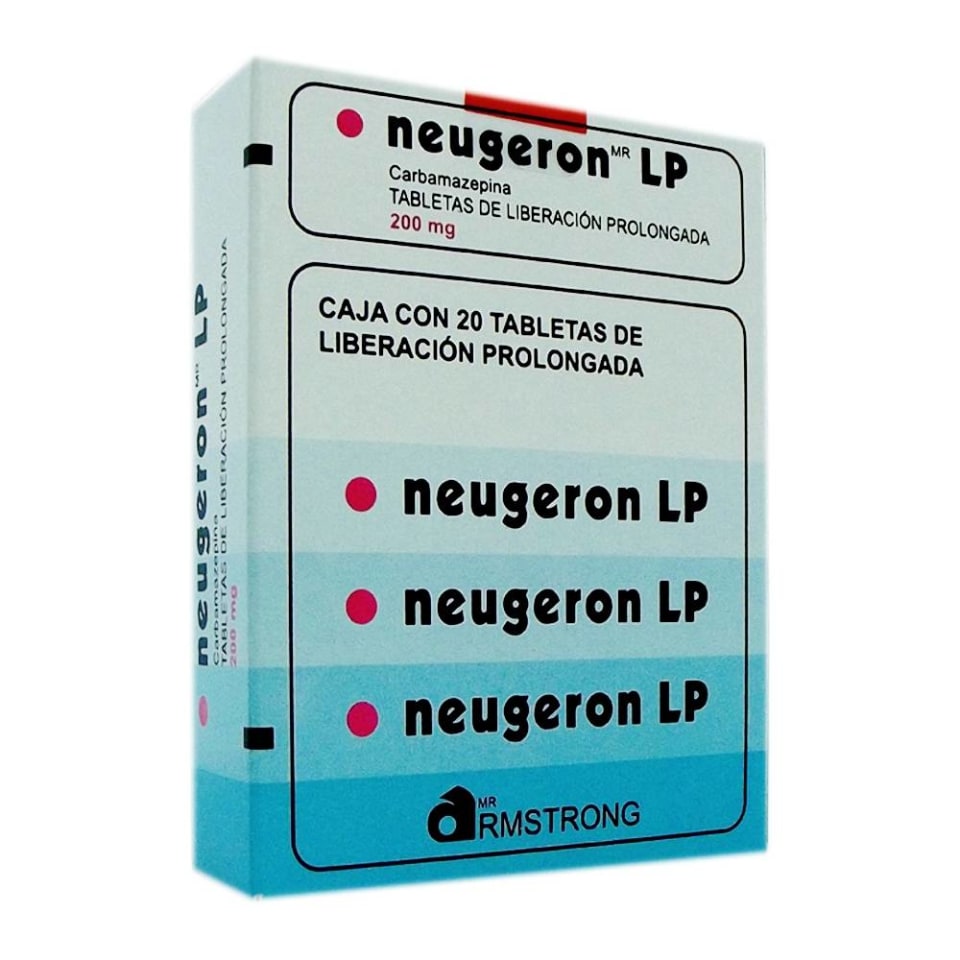 neugeron MR LP
Carbamazepina
TABLETAS DE LIBERACIÓN PROLONGADA
200 mg
CAJA CON 20 TABLETAS DE
LIBERACIÓN PROLONGADA
neugeron LP
neugeron LP
neugeron LP
MR
ARMSTRONG
neugeron MR LP
Carbamazepina
TABLETAS DE LIBERACIÓN PROLONGADA
200 mg